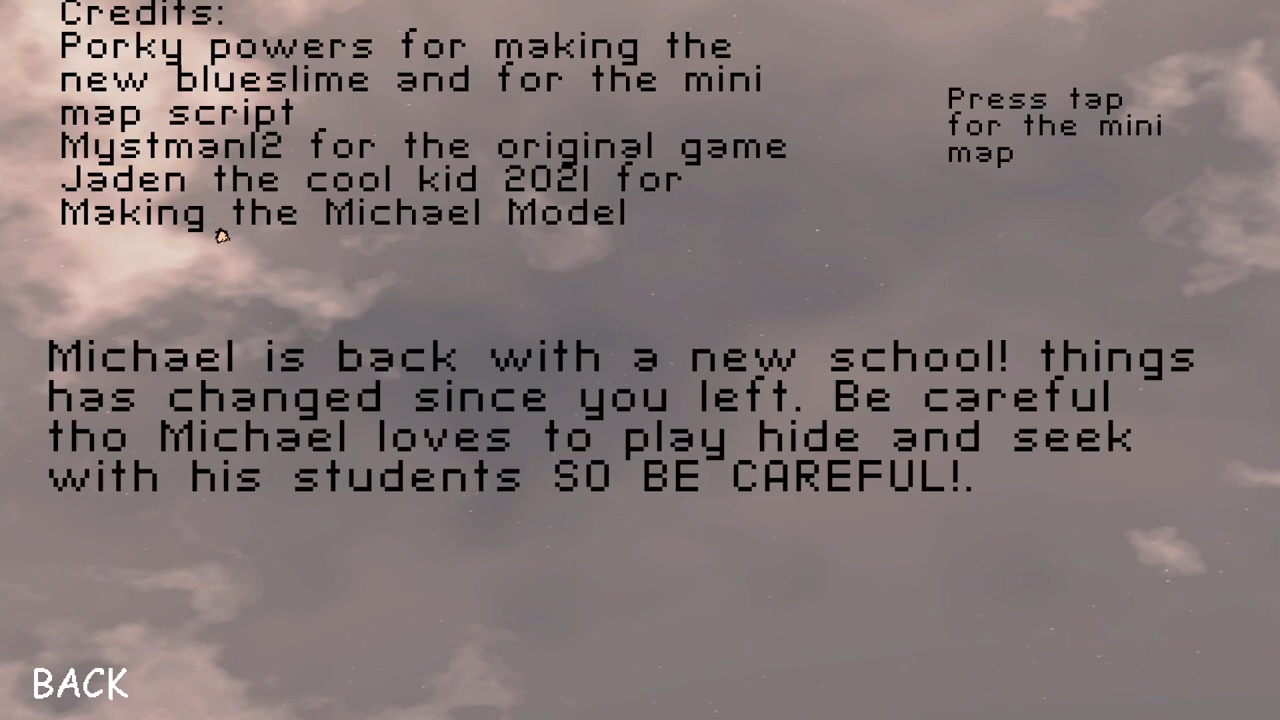 Credits:
Porky powers for making the
new blueslime and for the mini
map script
Mystman12 for the original game
Jaden the cool kid 2021 for
Making the Michael Model
Press tap
for the mini
map
Michael is back with a new school! things
has changed since you left. Be careful
tho Michael loves to play hide and seek
with his students SO BE CAREFUL!.
BACK